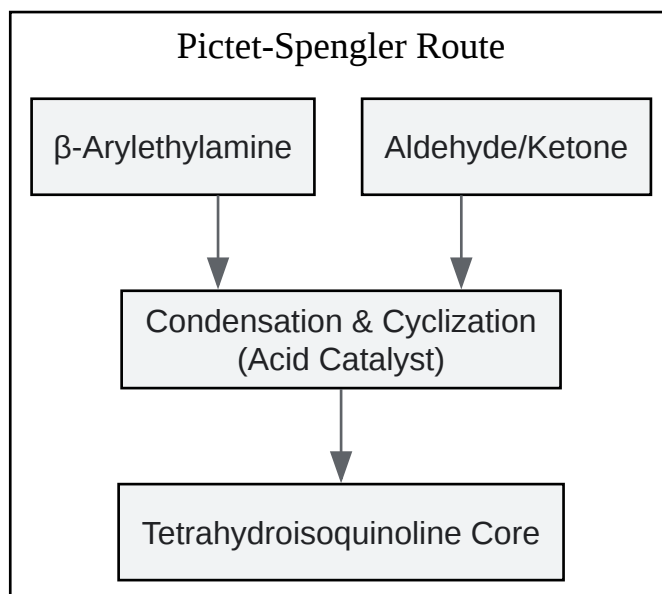 Pictet-Spengler Route
β-Arylethylamine
Aldehyde/Ketone
Condensation & Cyclization
(Acid Catalyst)
Tetrahydroisoquinoline Core